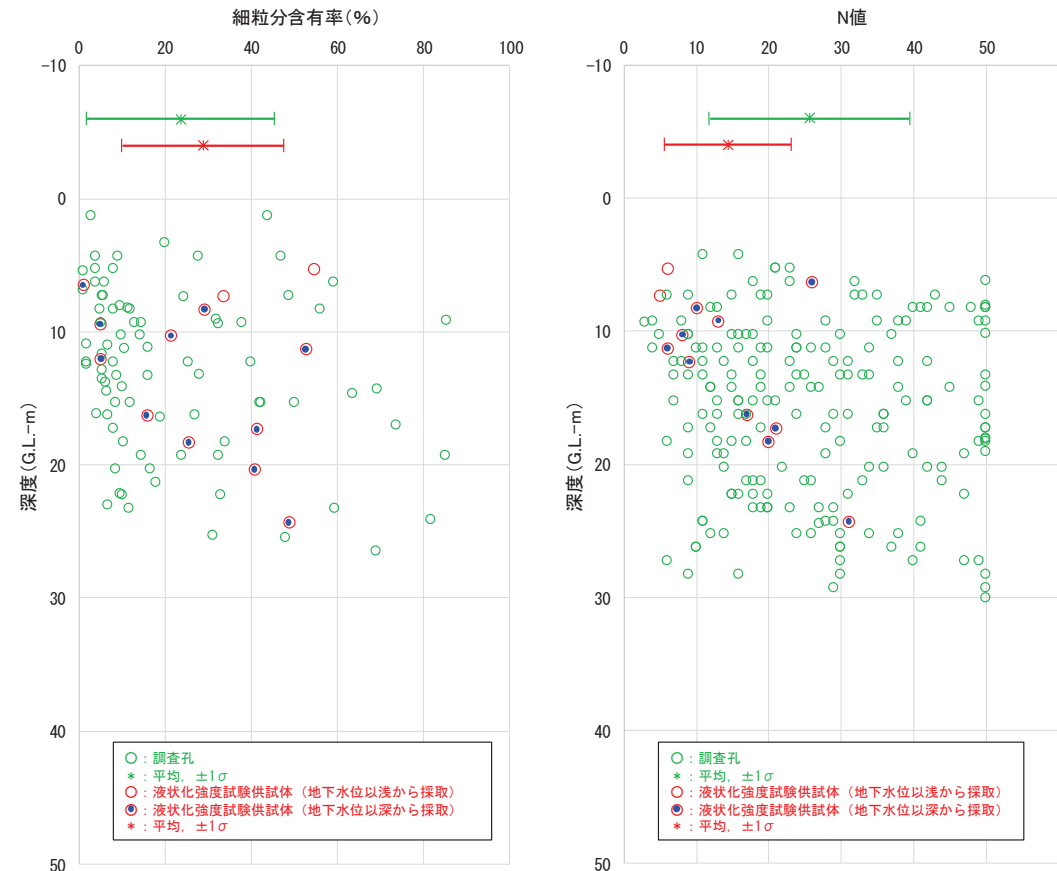 細粒分含有率(%)
0 20 40 60 80 100
-10
0
10
20
30
40
50
深度(G.L.-m)
○:調査孔
*:平均, ±1σ
○:液状化強度試験供試体(地下水位以浅から採取)
:液状化強度試験供試体(地下水位以深から採取)
*:平均, ±1σ
N値
0 10 20 30 40 50
-10
0
10
20
30
40
50
深度(G.L.-m)
○:調査孔
*:平均, ±1σ
○:液状化強度試験供試体(地下水位以浅から採取)
:液状化強度試験供試体(地下水位以深から採取)
*:平均, ±1σ